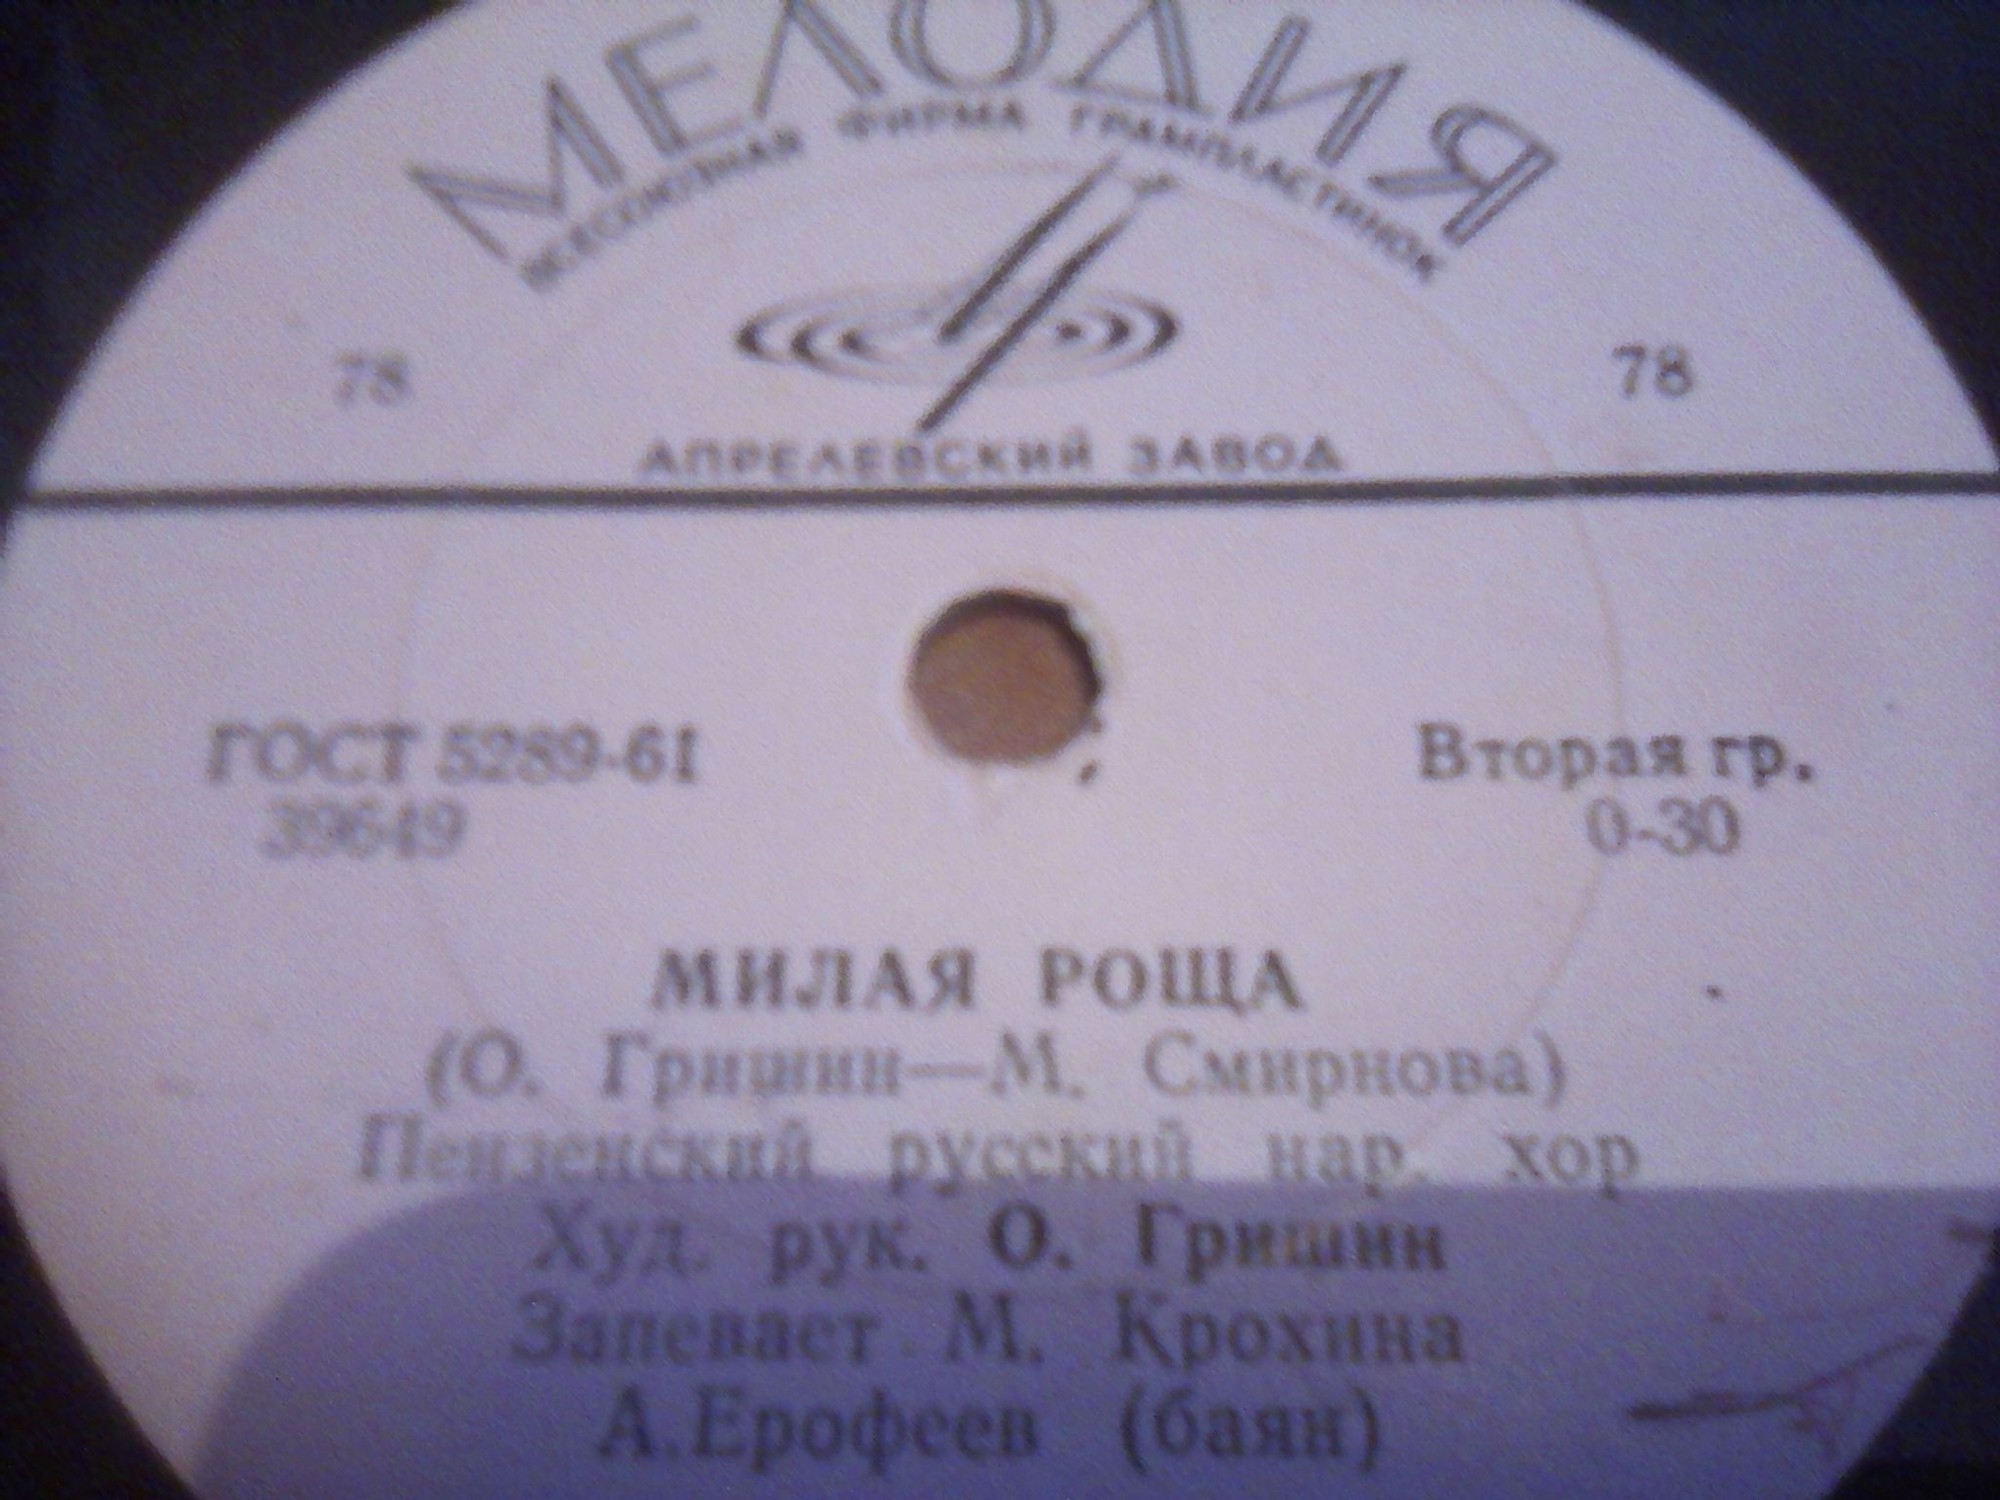 МЕЛОДИЯ
ВСЕСОЮЗНАЯ ФИРМА ГРАМПЛАСТИНОК
78 78
АПРЕЛЕВСКИЙ ЗАВОД
ГОСТ 5289-61 Вторая гр.
39649 0-30
МИЛАЯ РОЩА
(О. Гришин—М. Смирнова)
Пензенский русский нар. хор
Худ. рук. О. Гришин
Запевает М. Крохина
А.Ерофеев (баян)